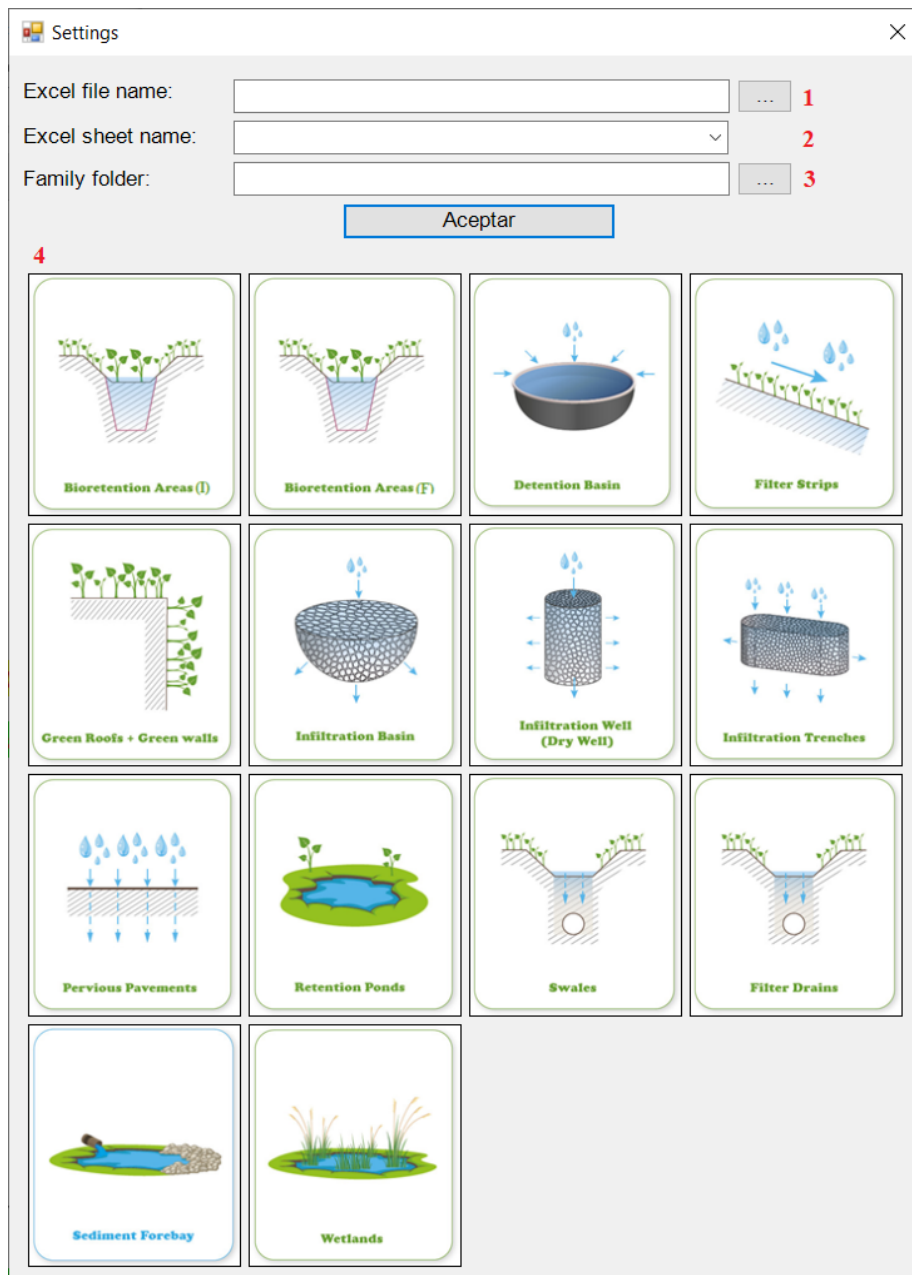 Settings
Excel file name:
... 1
Excel sheet name:
2
Family folder:
... 3
Aceptar
4
Bioretention Areas (I)
Bioretention Areas (F)
Detention Basin
Filter Strips
Green Roofs + Green walls
Infiltration Basin
Infiltration Well
(Dry Well)
Infiltration Trenches
Pervious Pavements
Retention Ponds
Swales
Filter Drains
Sediment Forebay
Wetlands